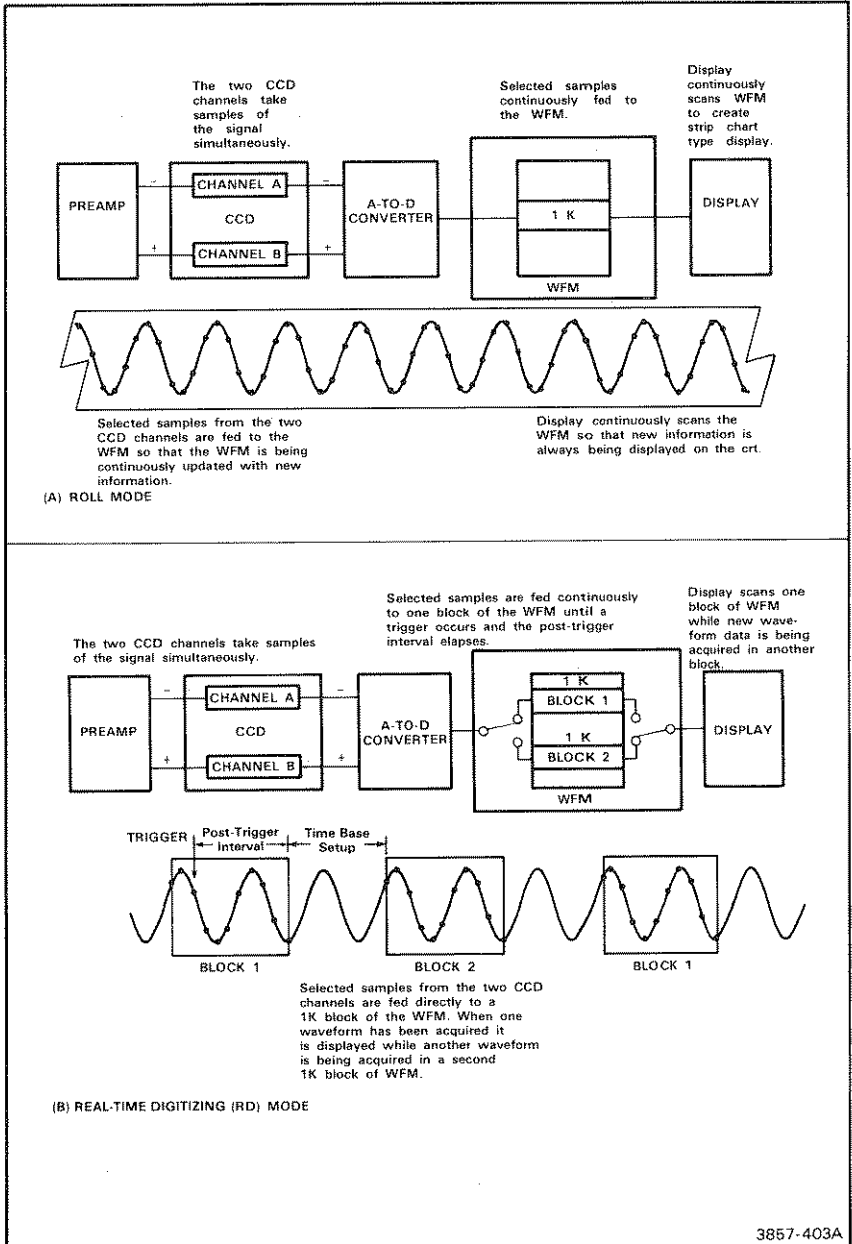 The two CCD
channels take
samples of
the signal
simultaneously.
Selected samples
continuously fed to
the WFM.
Display
continuously
scans WFM
to create
strip chart
type display.
PREAMP
-
+
CHANNEL A
CCD
CHANNEL B
-
+
A-TO-D
CONVERTER
1 K
WFM
DISPLAY
Selected samples from the two
CCD channels are fed to the
WFM so that the WFM is being
continuously updated with new
information.
Display continuously scans the
WFM so that new information is
always being displayed on the crt.
(A) ROLL MODE
The two CCD channels take samples
of the signal simultaneously.
Selected samples are fed continuously
to one block of the WFM until a
trigger occurs and the post-trigger
interval elapses.
Display scans one
block of WFM
while new wave-
form data is being
acquired in another
block.
PREAMP
-
+
CHANNEL A
CCD
CHANNEL B
-
+
A-TO-D
CONVERTER
1 K
BLOCK 1
1 K
BLOCK 2
WFM
DISPLAY
TRIGGER
Post-Trigger
Interval
Time Base
Setup
BLOCK 1
BLOCK 2
BLOCK 1
Selected samples from the two CCD
channels are fed directly to a
1K block of the WFM. When one
waveform has been acquired it
is displayed while another waveform
is being acquired in a second
1K block of WFM.
(B) REAL-TIME DIGITIZING (RD) MODE
3857-403A